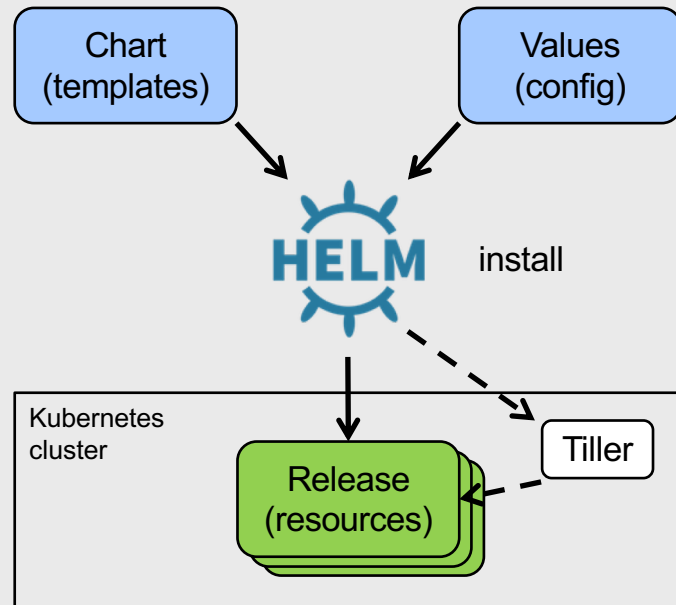 Chart
(templates)
Values
(config)
HELM
install
Kubernetes
cluster
Tiller
Release
(resources)